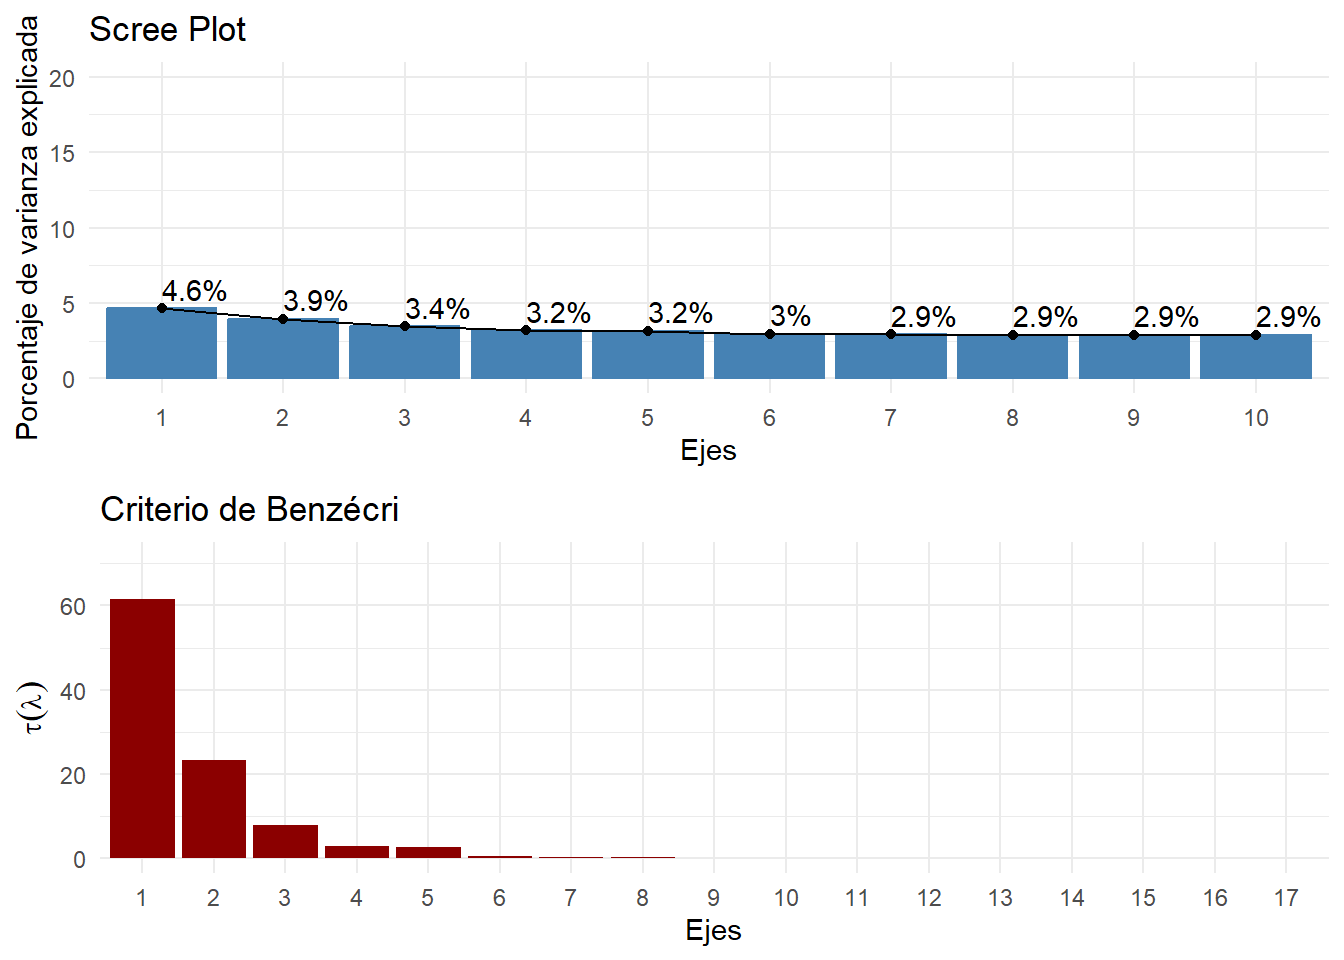 Scree Plot
Porcentaje de varianza explicada
20
15
10
5
0
4.6%
3.9%
3.4%
3.2%
3.2%
3%
2.9%
2.9%
2.9%
2.9%
1 2 3 4 5 6 7 8 9 10
Ejes
Criterio de Benzécri
τ(λ)
60
40
20
0
1 2 3 4 5 6 7 8 9 10 11 12 13 14 15 16 17
Ejes